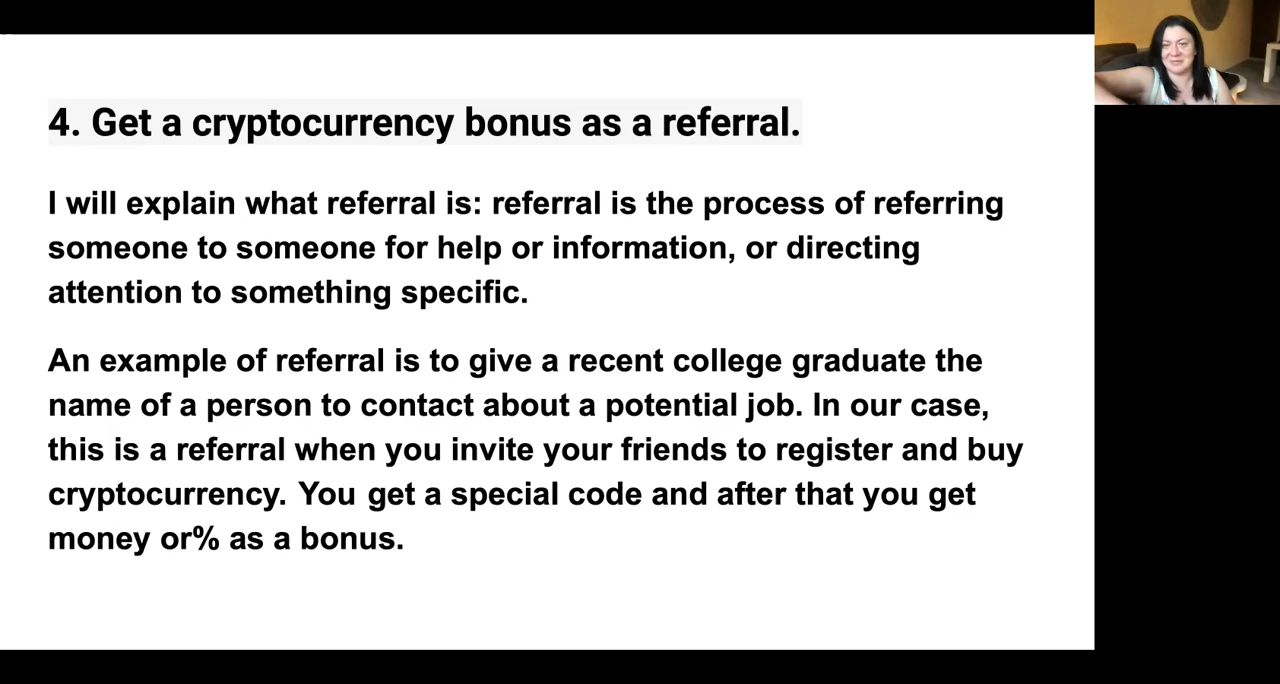 4. Get a cryptocurrency bonus as a referral.
I will explain what referral is: referral is the process of referring
someone to someone for help or information, or directing
attention to something specific.
An example of referral is to give a recent college graduate the
name of a person to contact about a potential job. In our case,
this is a referral when you invite your friends to register and buy
cryptocurrency. You get a special code and after that you get
money or% as a bonus.